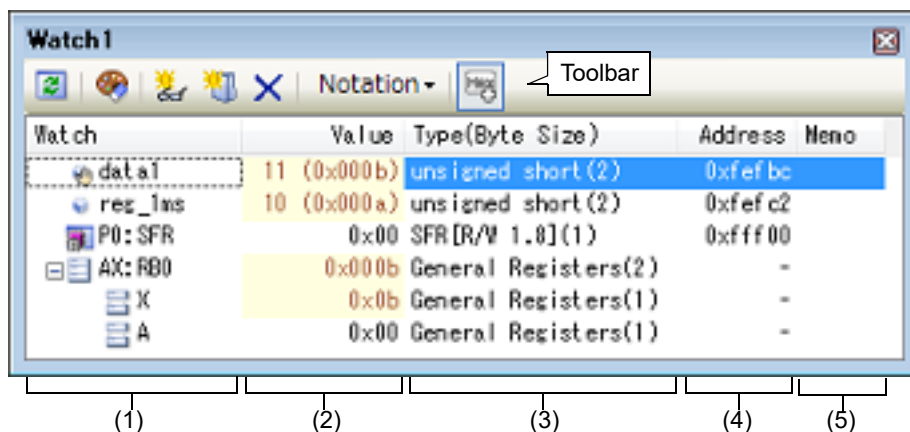 Watch1
Notation
Toolbar
Watch Value Type(Byte Size) Address Memo
data1 11 (0x000b) unsigned short(2) 0xfefbc
reg_1ms 10 (0x000a) unsigned short(2) 0xfefc2
P0:SFR 0x00 SFR[R/W 1.8](1) 0xfff00
AX:RB0 0x000b General Registers(2) -
X 0x0b General Registers(1) -
A 0x00 General Registers(1) -
(1) (2) (3) (4) (5)